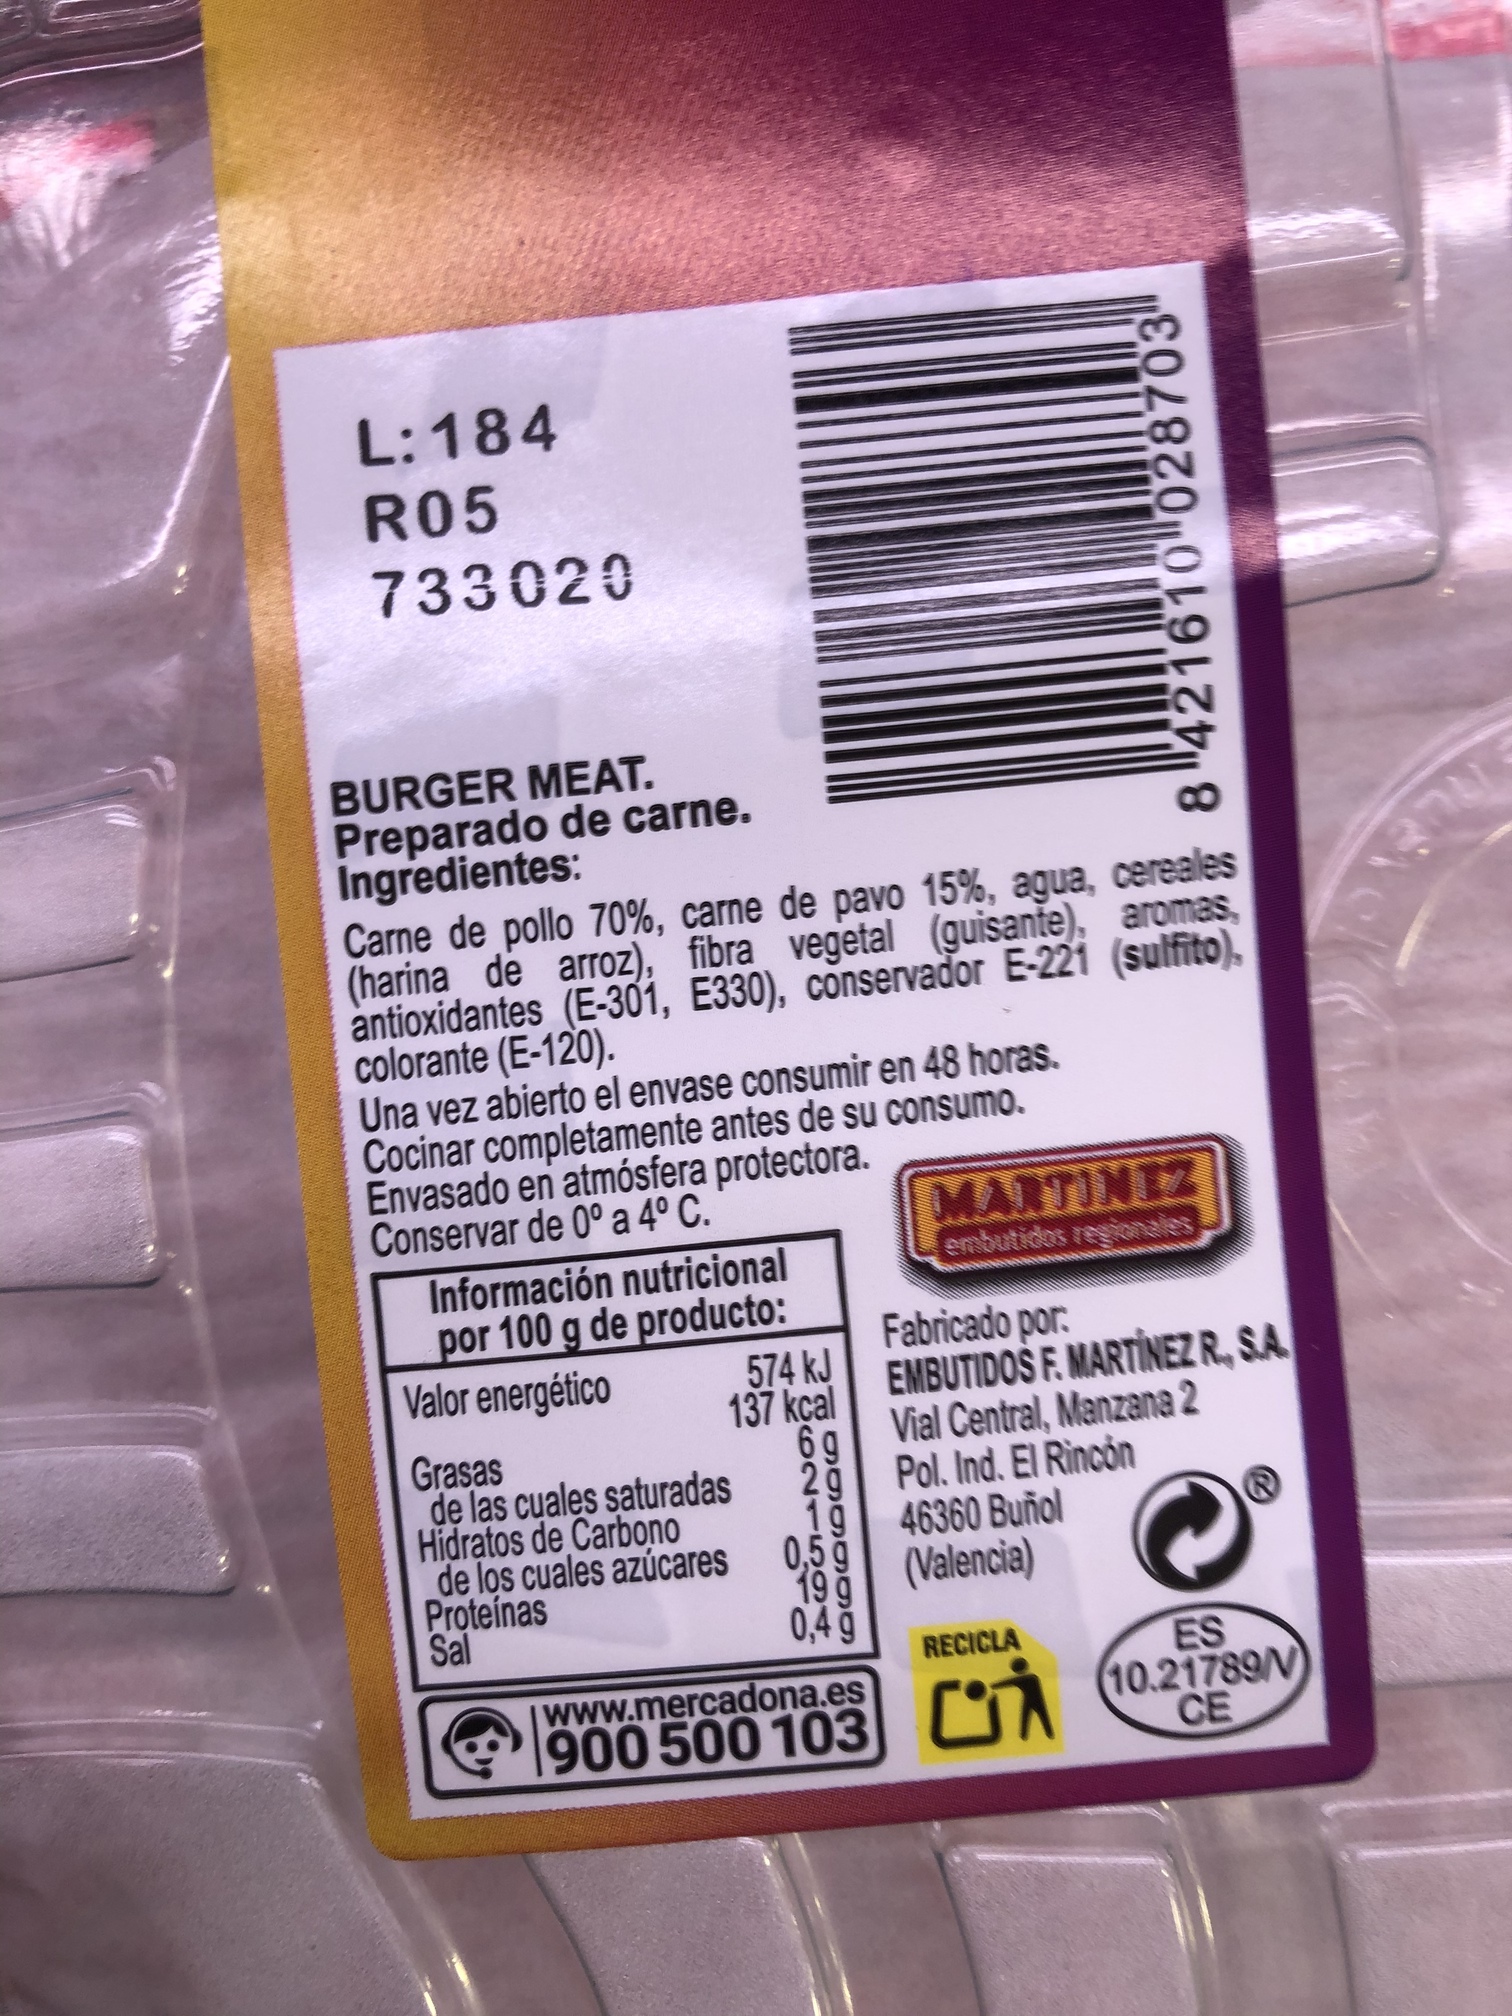 L: 184
R05
733020
8 421610 028703
BURGER MEAT.
Preparado de carne.
Ingredientes:
Carne de pollo 70%, carne de pavo 15%, agua, cereales
(harina de arroz), fibra vegetal (guisante), aromas,
antioxidantes (E-301, E330), conservador E-221 (sulfito),
colorante (E-120).
Una vez abierto el envase consumir en 48 horas.
Cocinar completamente antes de su consumo.
Envasado en atmósfera protectora.
Conservar de 0º a 4º C.
Información nutricional
por 100 g de producto:
Valor energético 574 kJ
137 kcal
Grasas 6 g
de las cuales saturadas 2 g
Hidratos de Carbono 1 g
de los cuales azúcares 0,5 g
Proteínas 19 g
Sal 0,4 g
www.mercadona.es
900 500 103
MARTINEZ
embutidos regionales
Fabricado por:
EMBUTIDOS F. MARTÍNEZ R., S.A.
Vial Central, Manzana 2
Pol. Ind. El Rincón
46360 Buñol
(Valencia)
®
RECICLA
ES
10.21789/V
CE